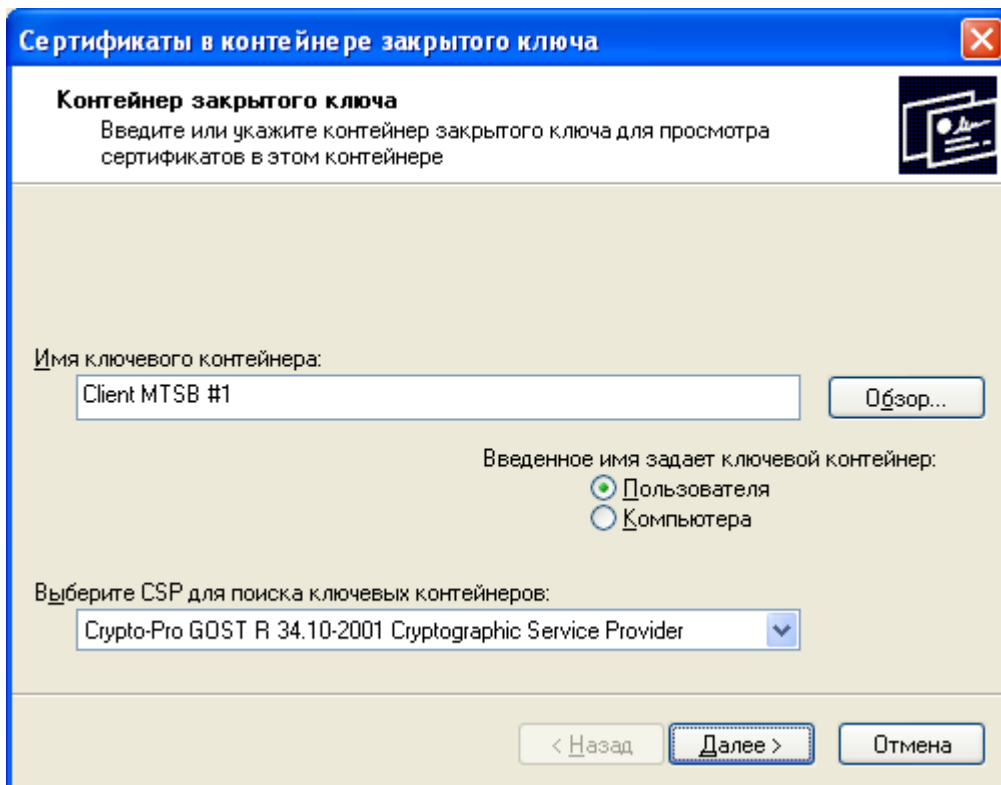 Сертификаты в контейнере закрытого ключа
Контейнер закрытого ключа
Введите или укажите контейнер закрытого ключа для просмотра
сертификатов в этом контейнере
Имя ключевого контейнера:
Client MTSB #1
Обзор...
Введенное имя задает ключевой контейнер:
Пользователя
Компьютера
Выберите CSP для поиска ключевых контейнеров:
Crypto-Pro GOST R 34.10-2001 Cryptographic Service Provider
< Назад
Далее >
Отмена